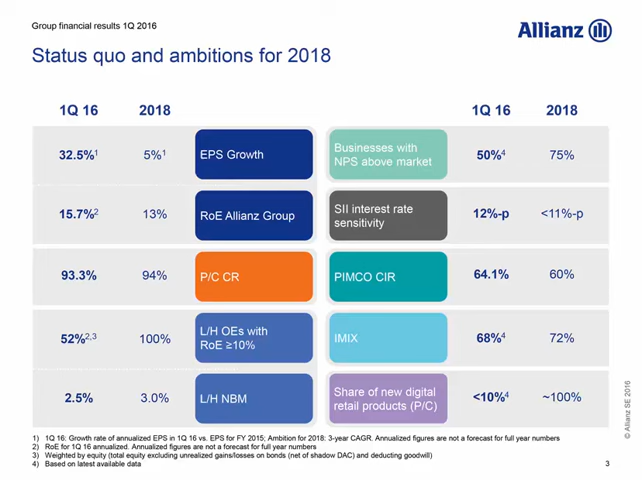 Group financial results 1Q 2016
Allianz
Status quo and ambitions for 2018
1Q 16 2018
1Q 16 2018
32.5%1 5%1 EPS Growth
Businesses with
NPS above market
50%4 75%
15.7%2 13% RoE Allianz Group
SII interest rate
sensitivity
12%-p <11%-p
93.3% 94% P/C CR
PIMCO CIR 64.1% 60%
52%2,3 100%
L/H OEs with
RoE ≥10%
IMIX 68%4 72%
2.5% 3.0% L/H NBM
Share of new digital
retail products (P/C)
<10%4 ~100%
1) 1Q 16: Growth rate of annualized EPS in 1Q 16 vs. EPS for FY 2015; Ambition for 2018: 3-year CAGR. Annualized figures are not a forecast for full year numbers
2) RoE for 1Q 16 annualized. Annualized figures are not a forecast for full year numbers
3) Weighted by equity (total equity excluding unrealized gains/losses on bonds (net of shadow DAC) and deducting goodwill)
4) Based on latest available data
© Allianz SE 2016
3